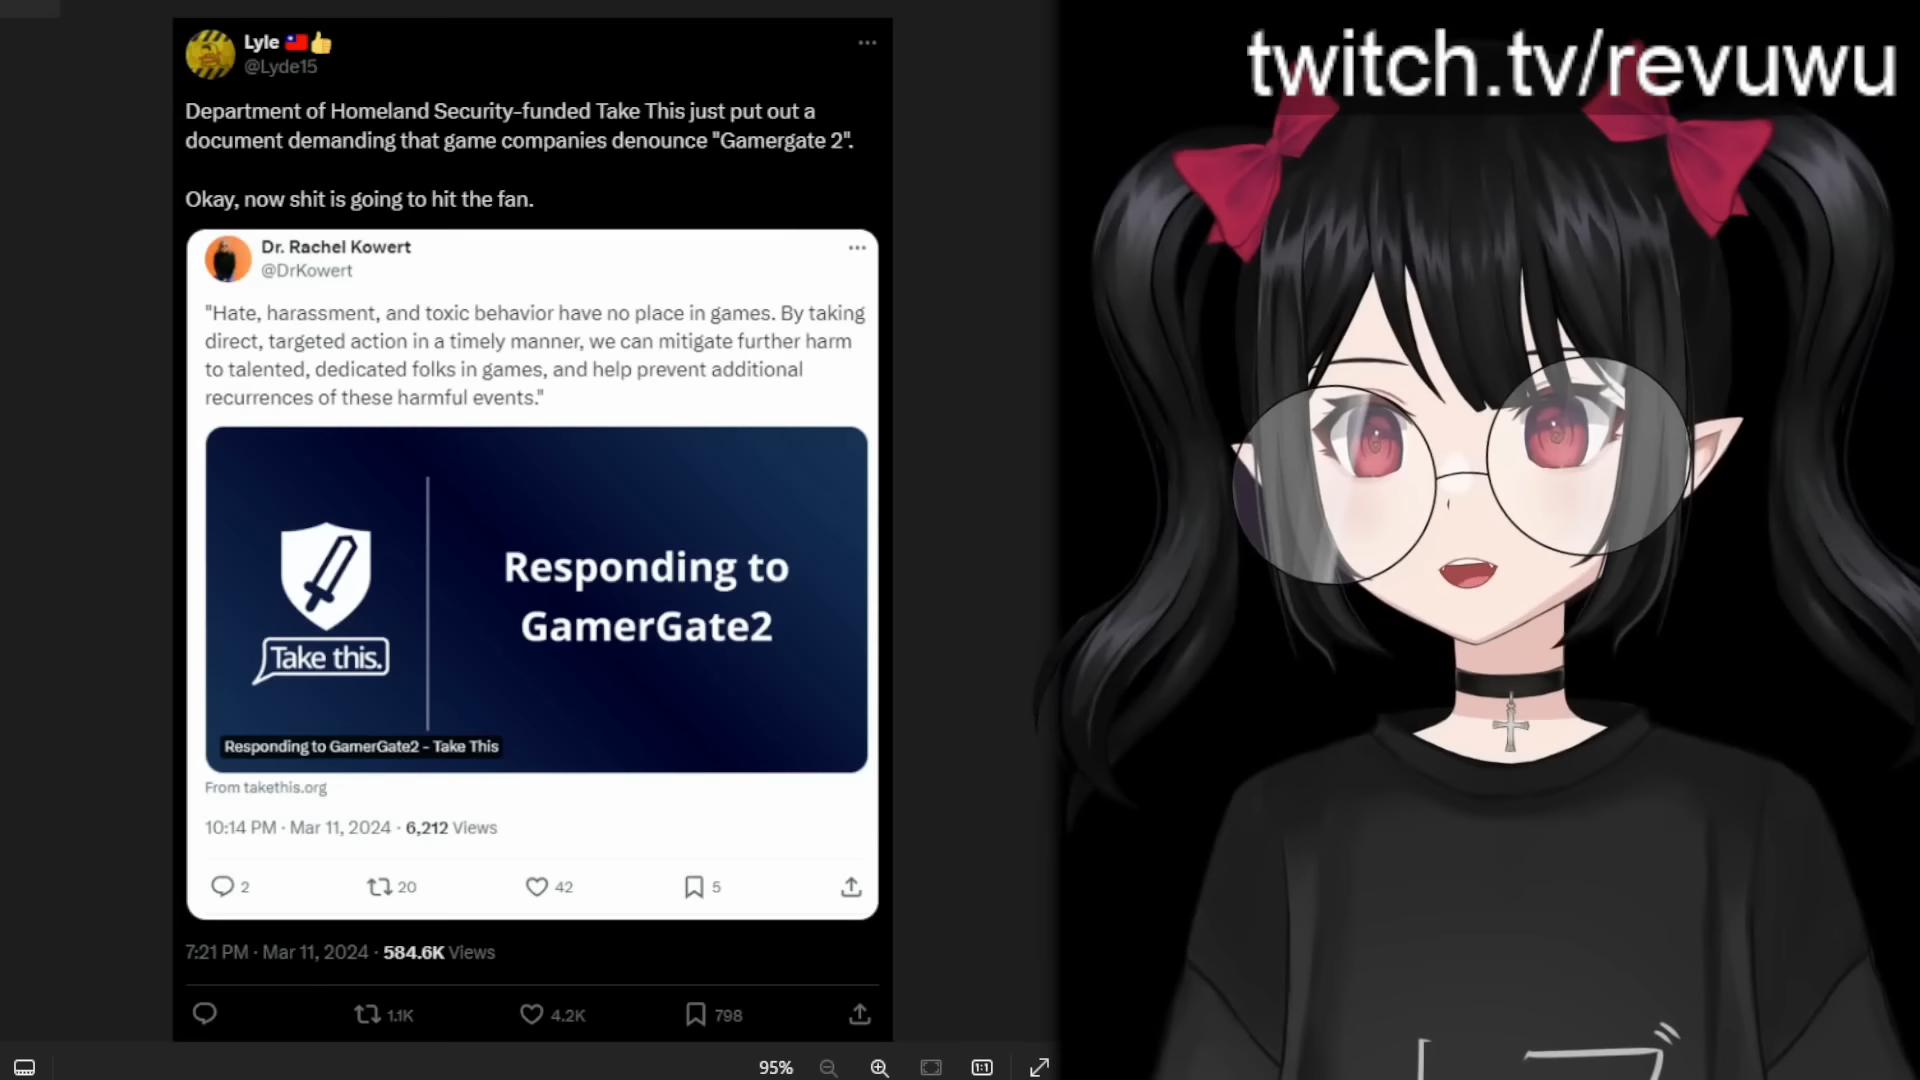 twitch.tv/revuwu
Lyle 🇹🇼👍
@Lyde15
Department of Homeland Security-funded Take This just put out a
document demanding that game companies denounce "Gamergate 2".
Okay, now shit is going to hit the fan.
Dr. Rachel Kowert
@DrKowert
"Hate, harassment, and toxic behavior have no place in games. By taking
direct, targeted action in a timely manner, we can mitigate further harm
to talented, dedicated folks in games, and help prevent additional
recurrences of these harmful events."
Take this.
Responding to
GamerGate2
Responding to GamerGate2 - Take This
From takethis.org
10:14 PM · Mar 11, 2024 · 6,212 Views
2 20 42 5
7:21 PM · Mar 11, 2024 · 584.6K Views
1.1K 4.2K 798
95% 1:1